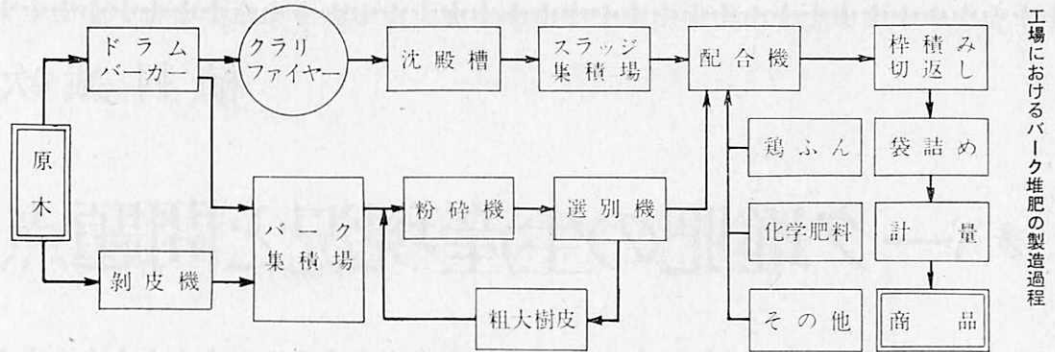 工場におけるバーク堆肥の製造過程
原木
ドラム
バーカー
クラリ
ファイヤー
沈殿槽
スラッジ
集積場
配合機
枠積み
切返し
剝皮機
バーク
集積場
粉砕機
選別機
粗大樹皮
鶏ふん
化学肥料
その他
袋詰め
計量
商品